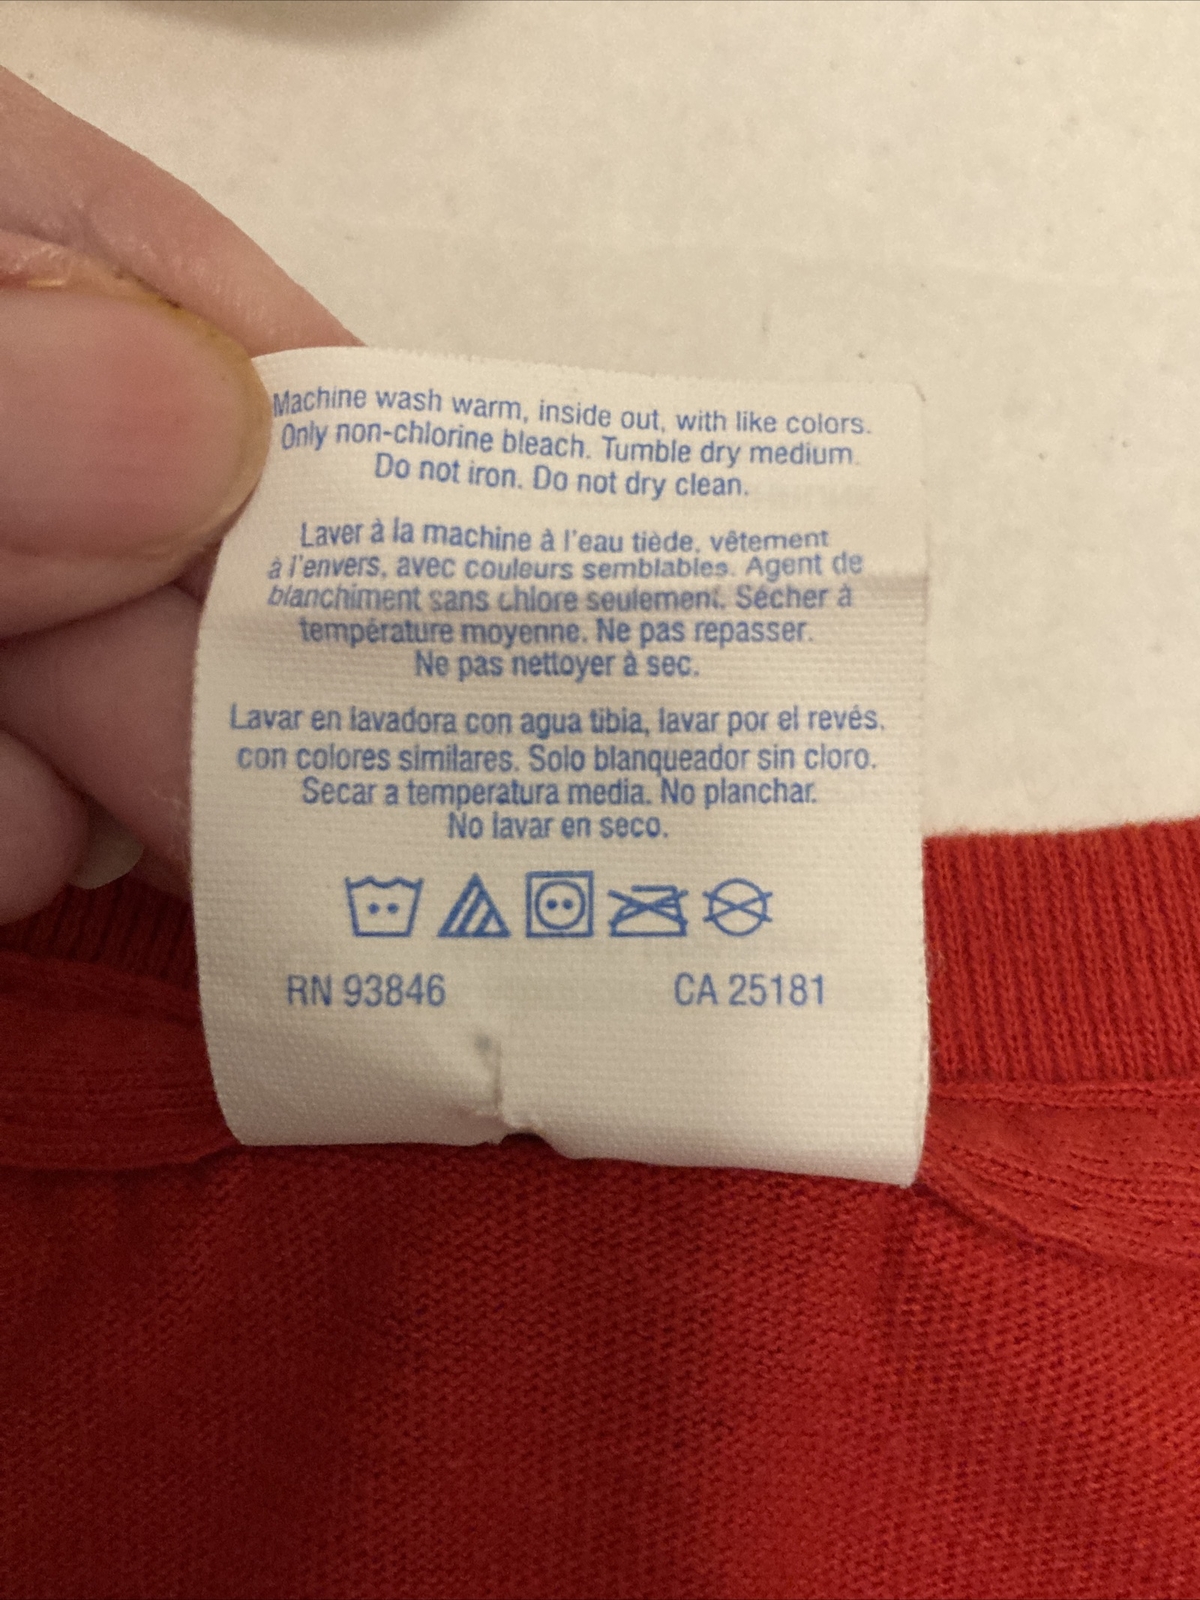 Machine wash warm, inside out, with like colors.
Only non-chlorine bleach. Tumble dry medium.
Do not iron. Do not dry clean.
Laver à la machine à l'eau tiède, vêtement
à l'envers, avec couleurs semblables. Agent de
blanchiment sans chlore seulement. Sécher à
température moyenne. Ne pas repasser.
Ne pas nettoyer à sec.
Lavar en lavadora con agua tibia, lavar por el revés.
con colores similares. Solo blanqueador sin cloro.
Secar a temperatura media. No planchar.
No lavar en seco.
RN 93846 CA 25181